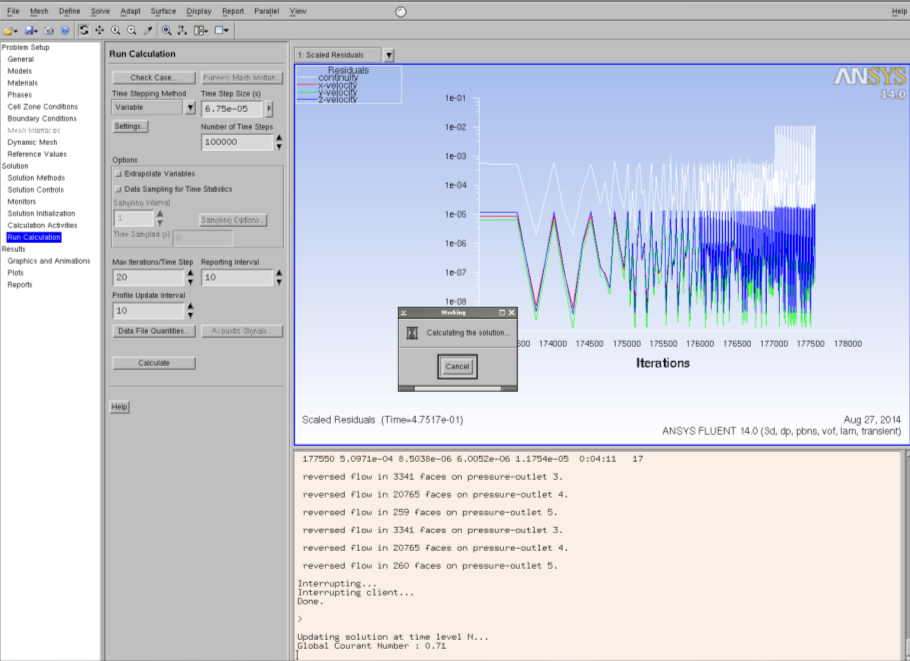 File Mesh Define Solve Adapt Surface Display Report Parallel View Help
Problem Setup
General
Models
Materials
Phases
Cell Zone Conditions
Boundary Conditions
Mesh Interfaces
Dynamic Mesh
Reference Values
Solution
Solution Methods
Solution Controls
Monitors
Solution Initialization
Calculation Activities
Run Calculation
Results
Graphics and Animations
Plots
Reports
Run Calculation
Check Case... Preview Mesh Motion...
Time Stepping Method Time Step Size (s)
Variable 6.75e-05 P
Settings... Number of Time Steps
100000
Options
Extrapolate Variables
Data Sampling for Time Statistics
Sampling Interval
1 Sampling Options...
Time Sampled (s) 0
Max Iterations/Time Step Reporting Interval
20 10
Profile Update Interval
10
Data File Quantities... Acoustic Signals...
Calculate
Help
1: Scaled Residuals
Residuals
continuity
x-velocity
y-velocity
z-velocity
ANSYS
14.0
1e-01
1e-02
1e-03
1e-04
1e-05
1e-06
1e-07
1e-08
500 174000 174500 175000 175500 176000 176500 177000 177500 178000
Iterations
Working
Calculating the solution...
Cancel
Scaled Residuals (Time=4.7517e-01)
Aug 27, 2014
ANSYS FLUENT 14.0 (3d, dp, pbns, vof, lam, transient)
177550 5.0971e-04 8.5038e-06 6.0052e-06 1.1754e-05 0:04:11 17
reversed flow in 3341 faces on pressure-outlet 3.
reversed flow in 20765 faces on pressure-outlet 4.
reversed flow in 259 faces on pressure-outlet 5.
reversed flow in 3341 faces on pressure-outlet 3.
reversed flow in 20765 faces on pressure-outlet 4.
reversed flow in 260 faces on pressure-outlet 5.
Interrupting...
Interrupting client...
Done.
>
Updating solution at time level N...
Global Courant Number : 0.71